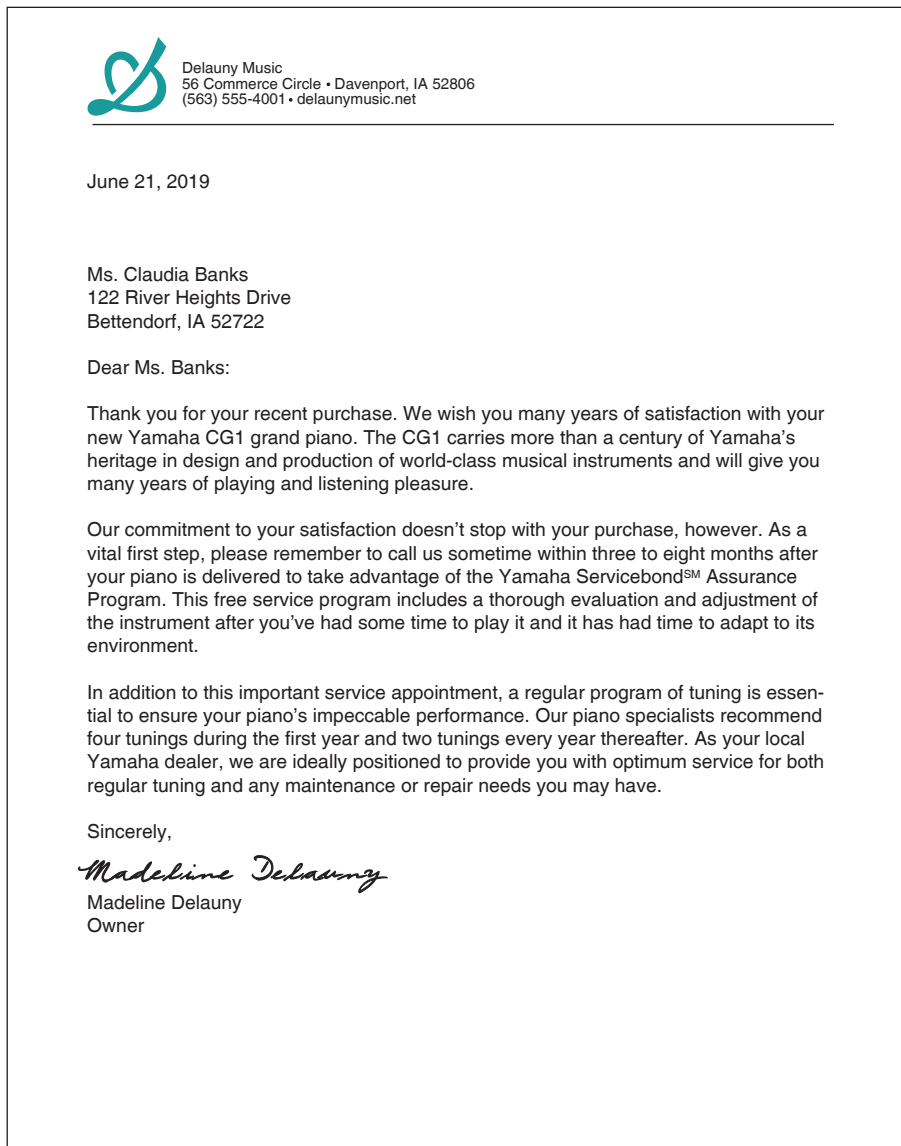 Delauny Music
56 Commerce Circle • Davenport, IA 52806
(563) 555-4001 • delaunymusic.net
June 21, 2019
Ms. Claudia Banks
122 River Heights Drive
Bettendorf, IA 52722
Dear Ms. Banks:
Thank you for your recent purchase. We wish you many years of satisfaction with your
new Yamaha CG1 grand piano. The CG1 carries more than a century of Yamaha’s
heritage in design and production of world-class musical instruments and will give you
many years of playing and listening pleasure.
Our commitment to your satisfaction doesn’t stop with your purchase, however. As a
vital first step, please remember to call us sometime within three to eight months after
your piano is delivered to take advantage of the Yamaha Servicebond℠ Assurance
Program. This free service program includes a thorough evaluation and adjustment of
the instrument after you’ve had some time to play it and it has had time to adapt to its
environment.
In addition to this important service appointment, a regular program of tuning is essen-
tial to ensure your piano’s impeccable performance. Our piano specialists recommend
four tunings during the first year and two tunings every year thereafter. As your local
Yamaha dealer, we are ideally positioned to provide you with optimum service for both
regular tuning and any maintenance or repair needs you may have.
Sincerely,
Madeline Delauny
Madeline Delauny
Owner